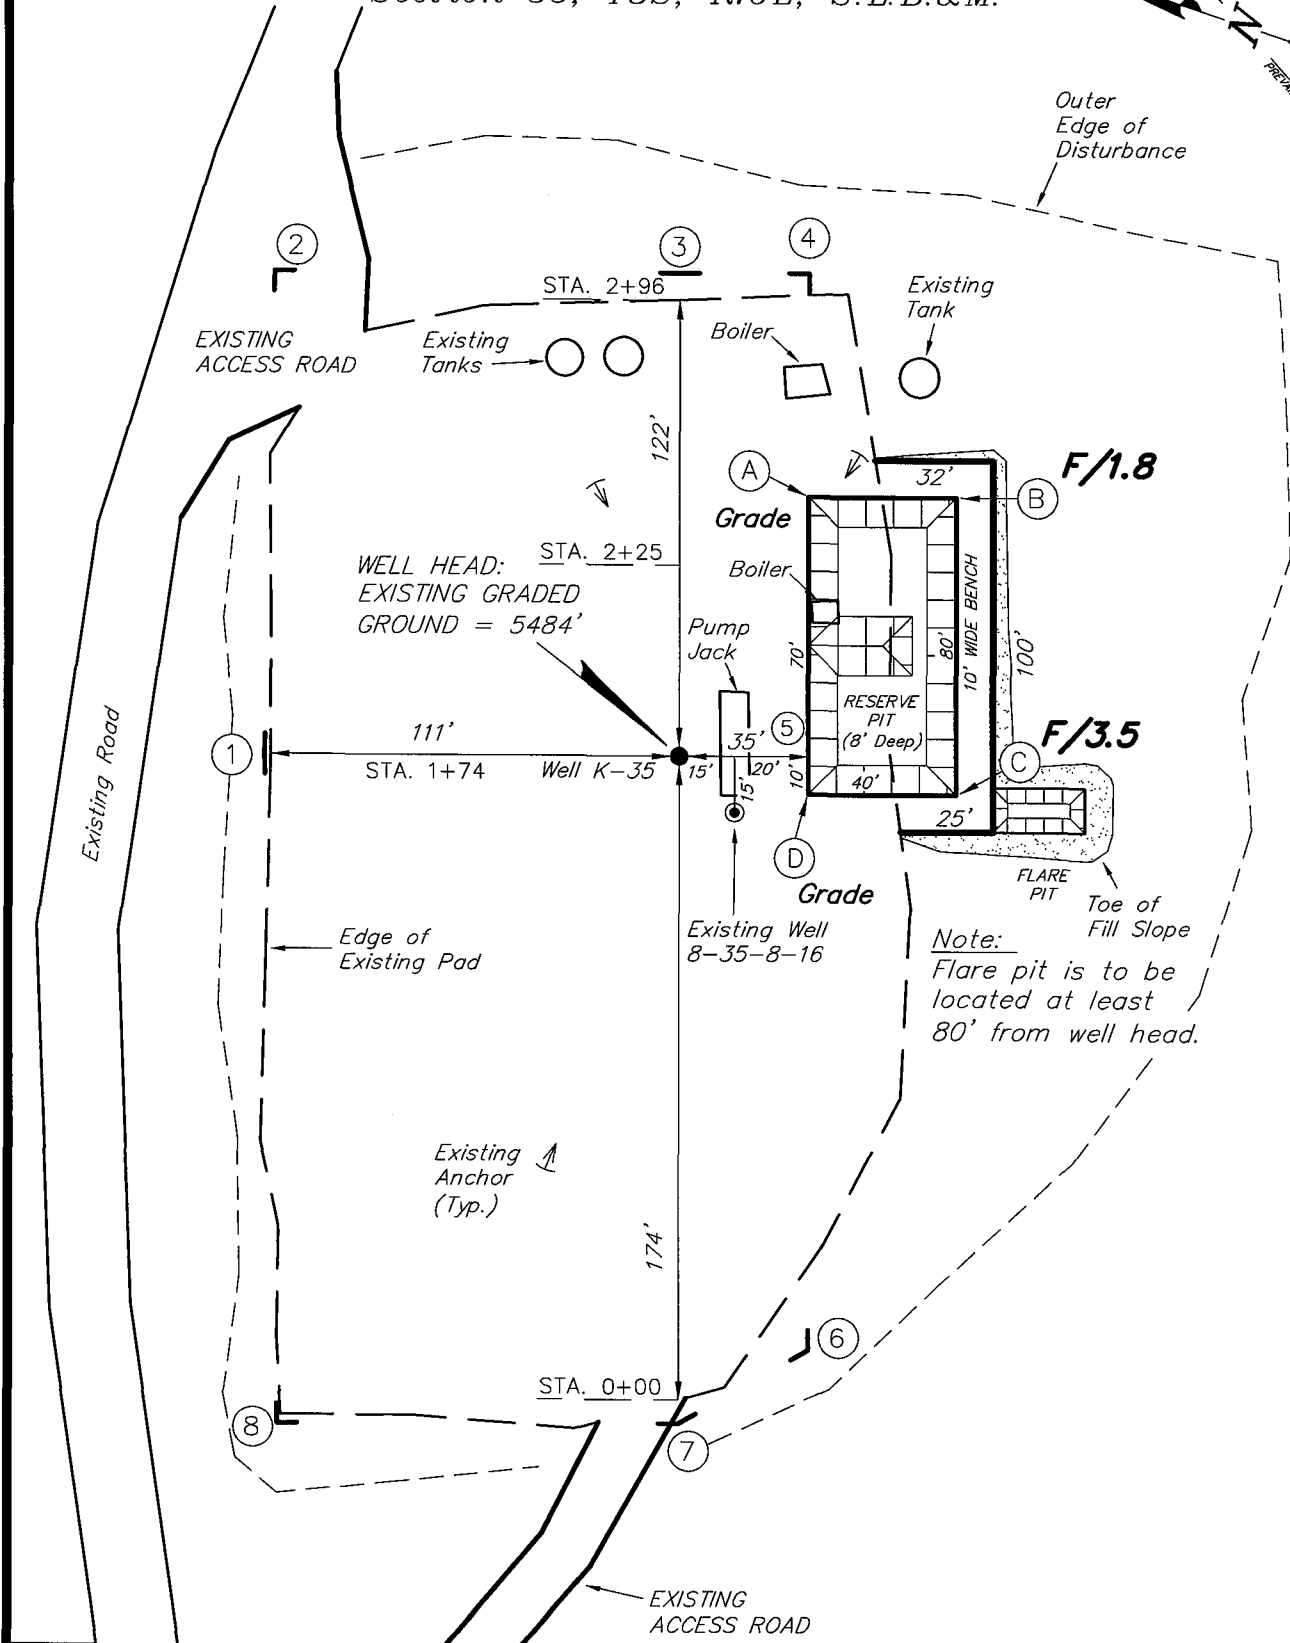 N
Outer
Edge of
Disturbance
2
3
4
STA. 2+96
Existing
Tank
EXISTING
ACCESS ROAD
Existing
Tanks
Boiler
122'
A
32'
F/1.8
B
Grade
STA. 2+25
WELL HEAD:
EXISTING GRADED
GROUND = 5484'
Boiler
Pump
Jack
70'
80'
10' WIDE BENCH
100'
RESERVE
PIT
(8' Deep)
Existing Road
1
111'
STA. 1+74
Well K-35
35'
15'
20'
15'
5
10'
40'
F/3.5
C
25'
D
Grade
FLARE
PIT
Toe of
Fill Slope
Existing Well
8-35-8-16
Edge of
Existing Pad
Note:
Flare pit is to be
located at least
80' from well head.
Existing
Anchor
(Typ.)
174'
6
STA. 0+00
8
7
EXISTING
ACCESS ROAD